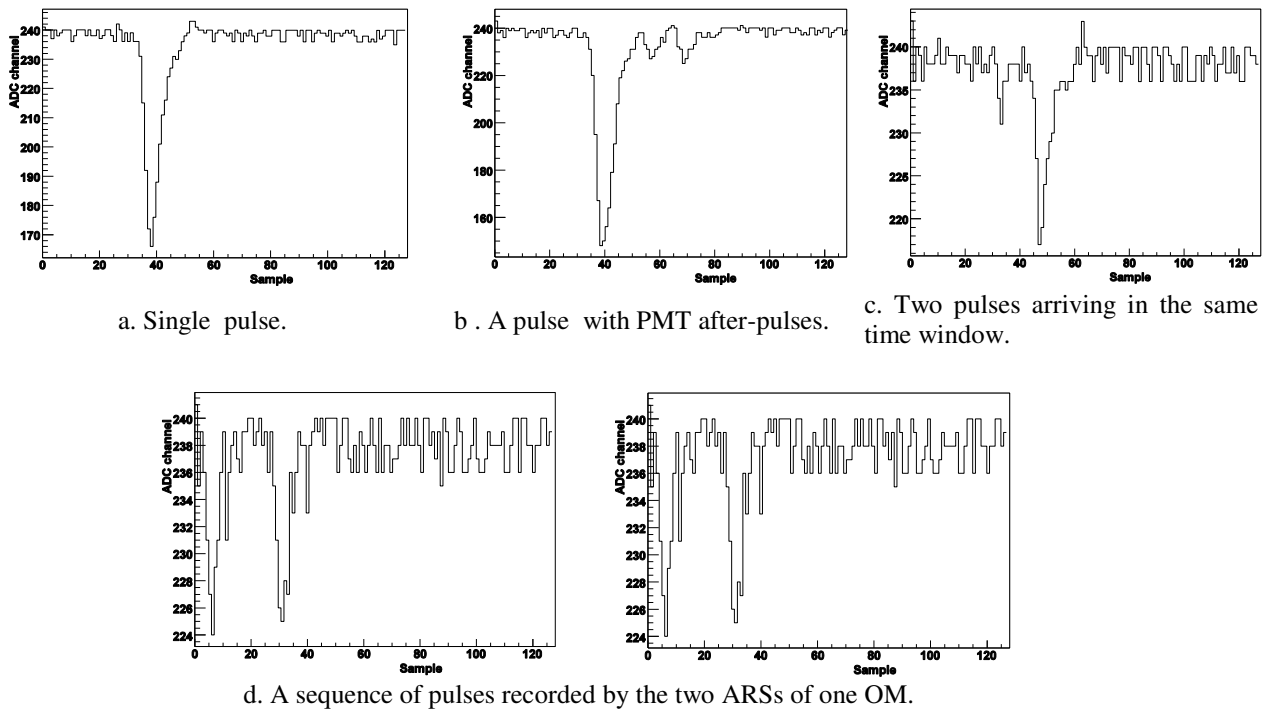 240
230
220
210
200
190
180
170
ADC channel
0 20 40 60 80 100 120
Sample
a. Single pulse.
240
220
200
180
160
ADC channel
0 20 40 60 80 100 120
Sample
b . A pulse with PMT after-pulses.
240
235
230
225
220
ADC channel
0 20 40 60 80 100 120
Sample
c. Two pulses arriving in the same
time window.
240
238
236
234
232
230
228
226
224
ADC channel
0 20 40 60 80 100 120
Sample
240
238
236
234
232
230
228
226
224
ADC channel
0 20 40 60 80 100 120
Sample
d. A sequence of pulses recorded by the two ARSs of one OM.